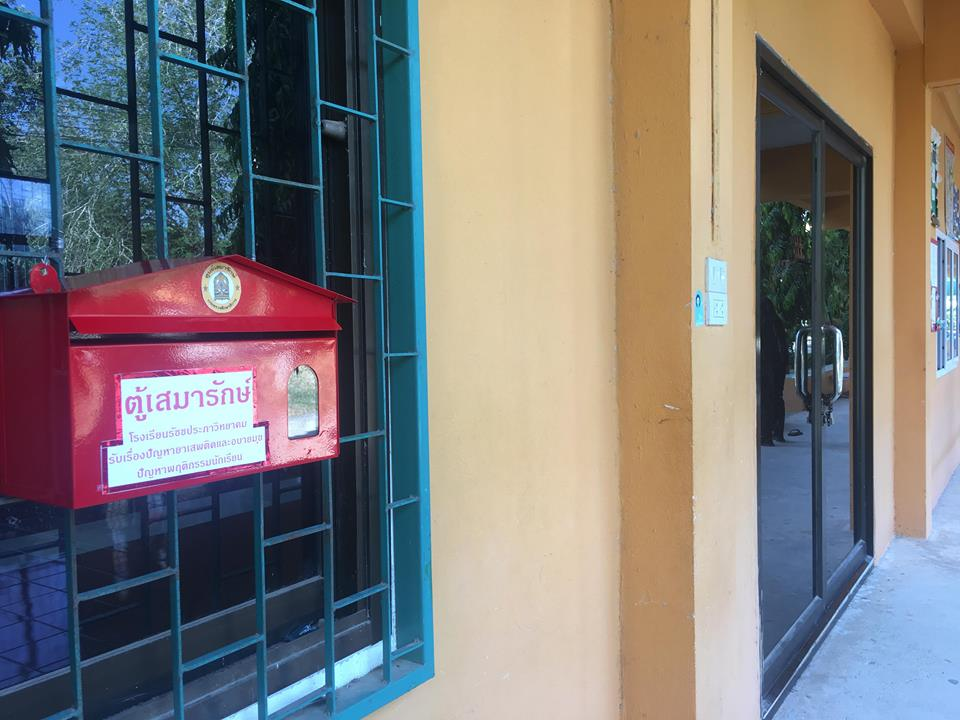 ตู้เสมารักษ์
โรงเรียนรัชชประภาวิทยาคม
รับเรื่องปัญหายาเสพติดและอบายมุข
ปัญหาพฤติกรรมนักเรียน